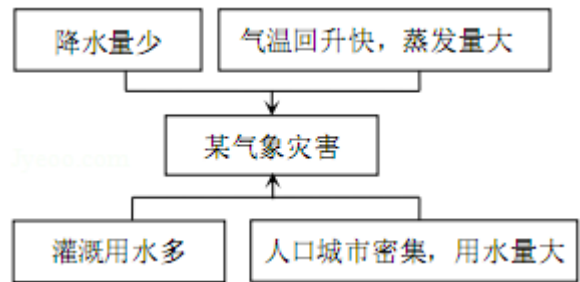 降水量少
气温回升快，蒸发量大
某气象灾害
灌溉用水多
人口城市密集，用水量大